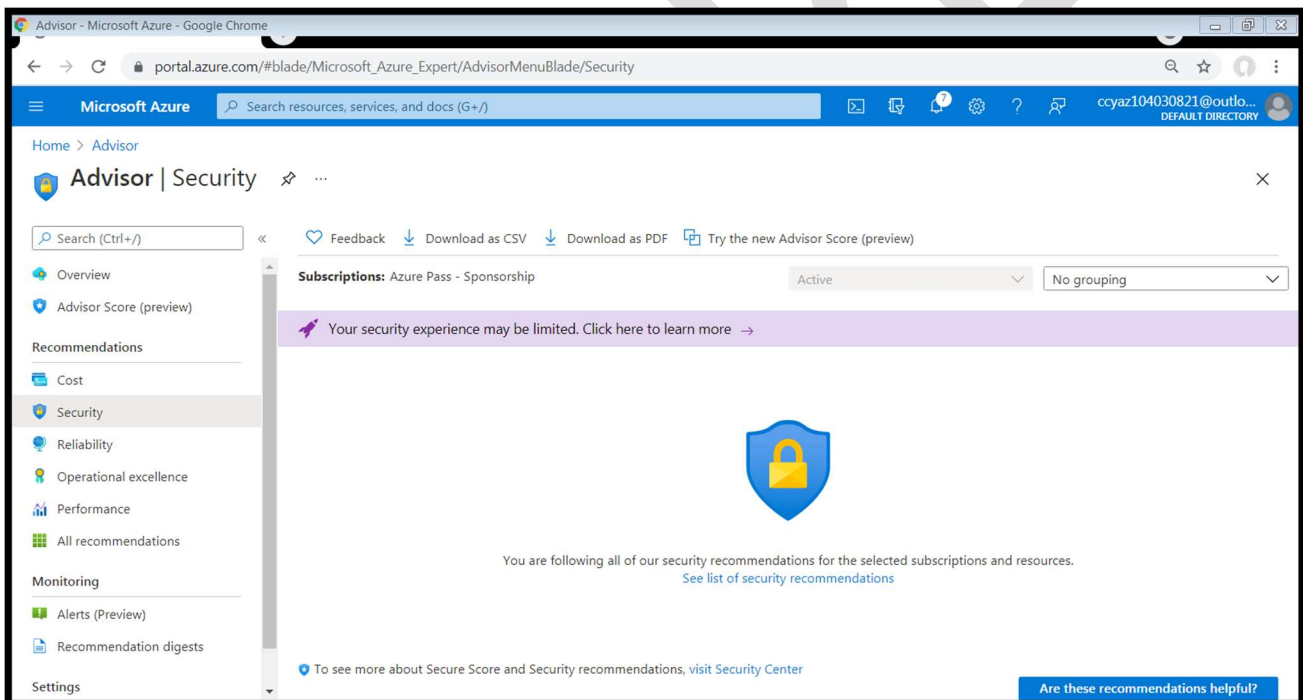 Advisor - Microsoft Azure - Google Chrome
portal.azure.com/#blade/Microsoft_Azure_Expert/AdvisorMenuBlade/Security
Microsoft Azure
Search resources, services, and docs (G+/)
7
ccyaz104030821@outlo...
DEFAULT DIRECTORY
Home > Advisor
Advisor | Security
...
Search (Ctrl+/)
«
Feedback
Download as CSV
Download as PDF
Try the new Advisor Score (preview)
Overview
Advisor Score (preview)
Recommendations
Cost
Security
Reliability
Operational excellence
Performance
All recommendations
Monitoring
Alerts (Preview)
Recommendation digests
Settings
Subscriptions: Azure Pass - Sponsorship
Active
No grouping
Your security experience may be limited. Click here to learn more →
You are following all of our security recommendations for the selected subscriptions and resources.
See list of security recommendations
To see more about Secure Score and Security recommendations, visit Security Center
Are these recommendations helpful?